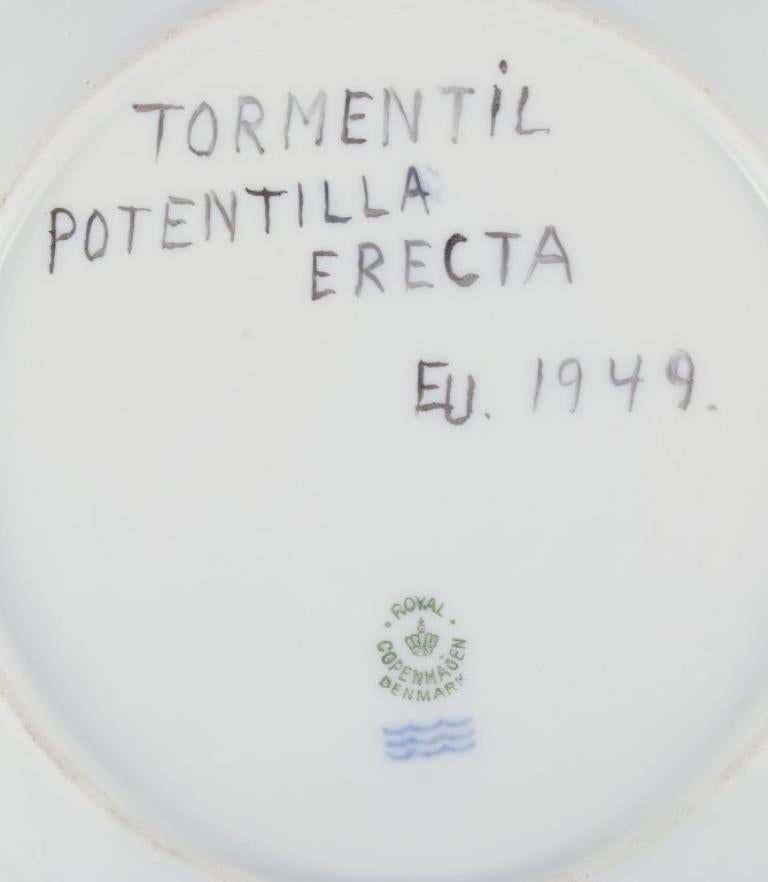 TORMENTIL
POTENTILLA
ERECTA
EU. 1949.
ROYAL
COPENHAGEN
DENMARK